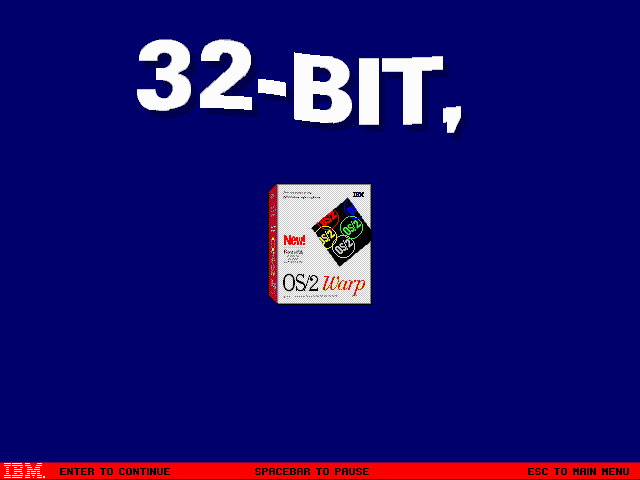 32-BIT,
IBM
New!
OS/2
OS/2
OS/2
OS/2
OS/2 Warp
IBM
ENTER TO CONTINUE
SPACEBAR TO PAUSE
ESC TO MAIN MENU